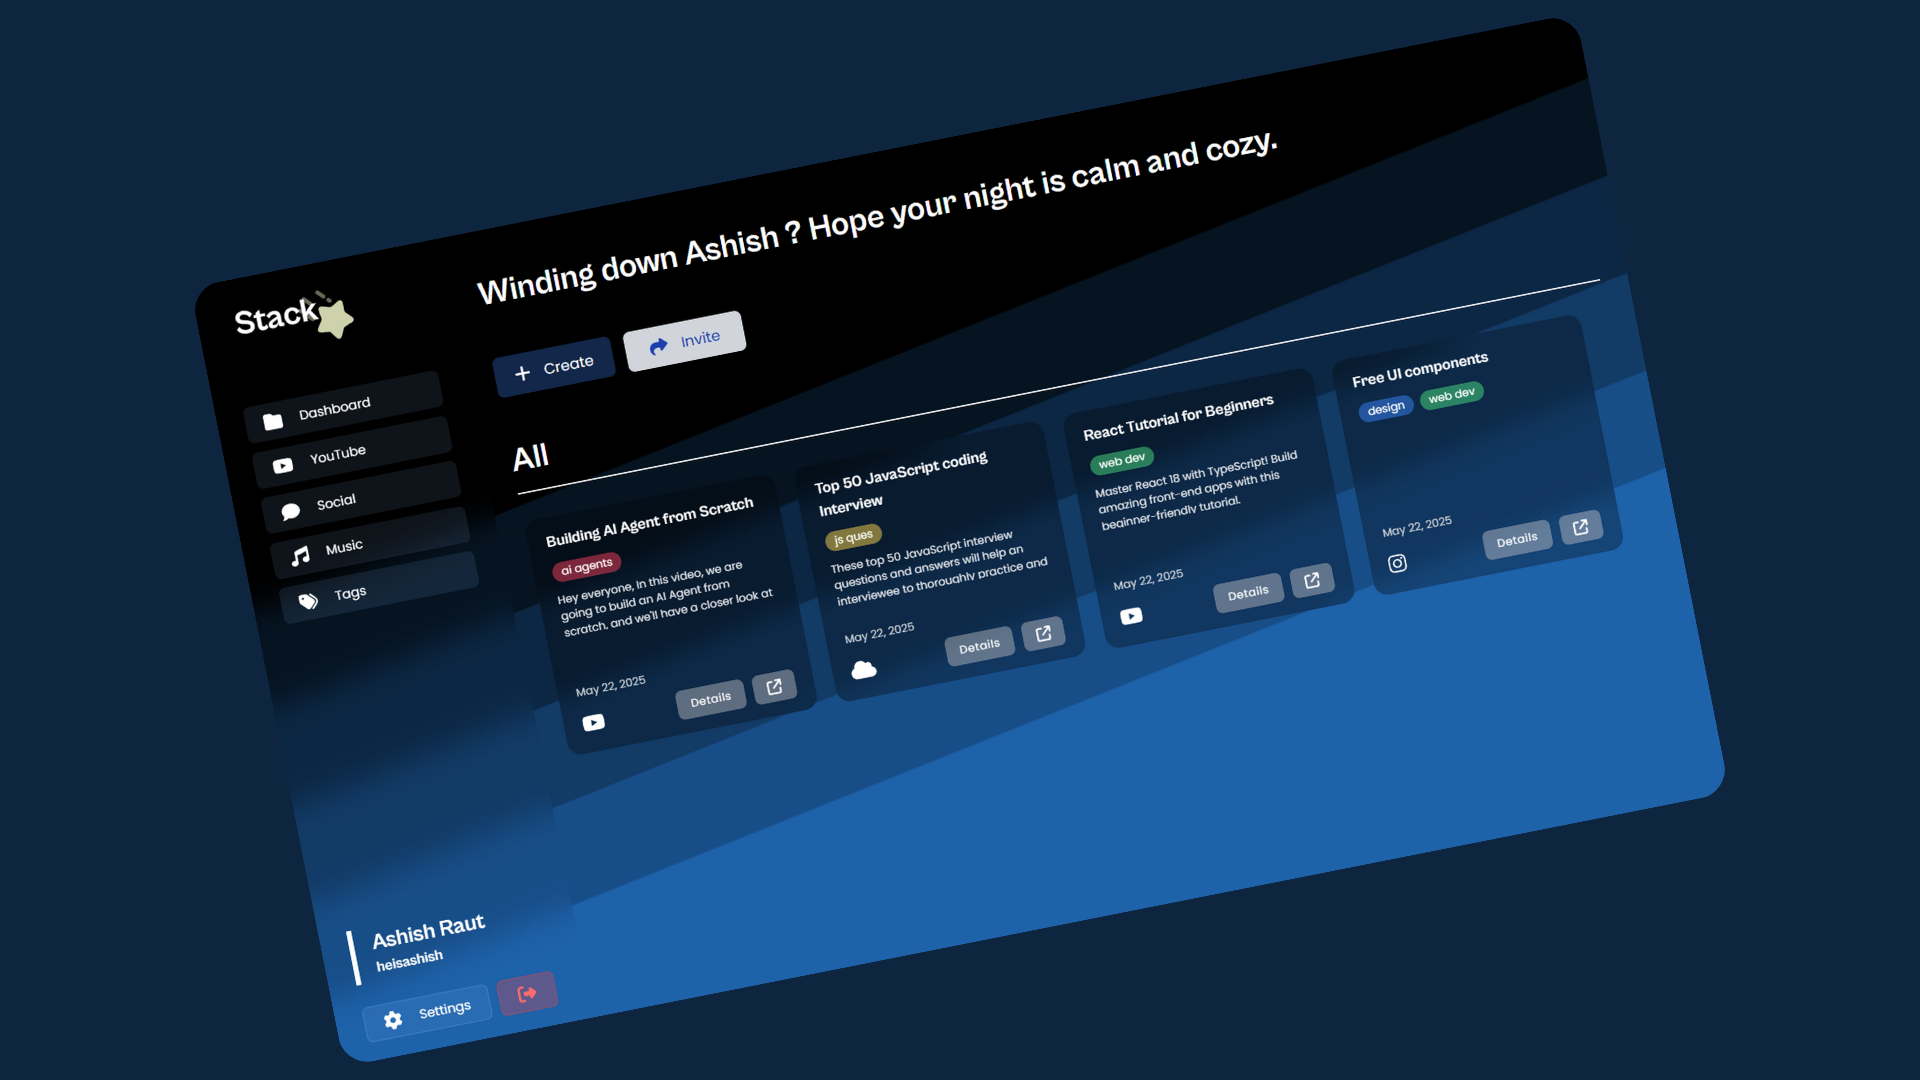 Stack
Dashboard
YouTube
Social
Music
Tags
Ashish Raut
heisashish
Settings
Winding down Ashish ? Hope your night is calm and cozy.
Create
Invite
All
Building AI Agent from Scratch
ai agents
Hey everyone, In this video, we are
going to build an AI Agent from
scratch, and we'll have a closer look at
May 22, 2025
Details
Top 50 JavaScript coding
Interview
js ques
These top 50 JavaScript interview
questions and answers will help an
interviewee to thoroughly practice and
May 22, 2025
Details
React Tutorial for Beginners
web dev
Master React 18 with TypeScript! Build
amazing front-end apps with this
beginner-friendly tutorial.
May 22, 2025
Details
Free UI components
design
web dev
May 22, 2025
Details